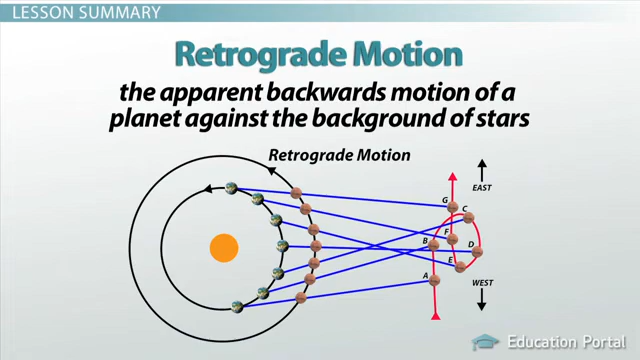 LESSON SUMMARY
Retrograde Motion
the apparent backwards motion of a
planet against the background of stars
Retrograde Motion
EAST
G
C
F
B
D
E
A
WEST
Education Portal